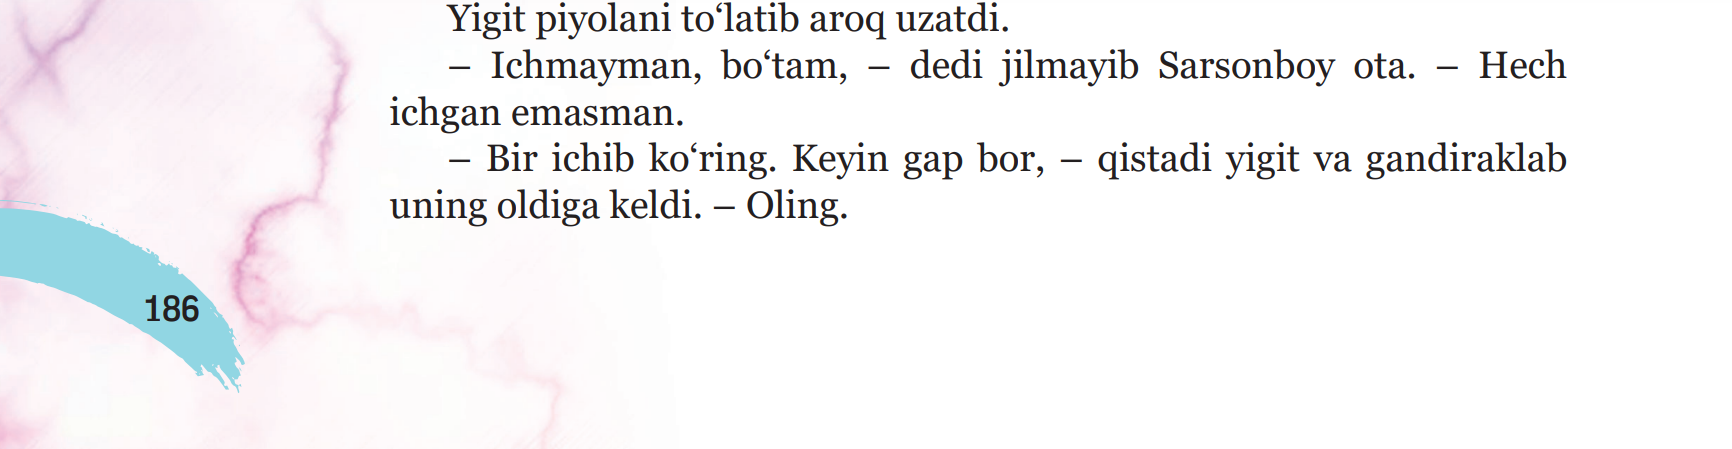 Yigit piyolani to‘latib aroq uzatdi.
– Ichmayman, bo‘tam, – dedi jilmayib Sarsonboy ota. – Hech
ichgan emasman.
– Bir ichib ko‘ring. Keyin gap bor, – qistadi yigit va gandiraklab
uning oldiga keldi. – Oling.
186